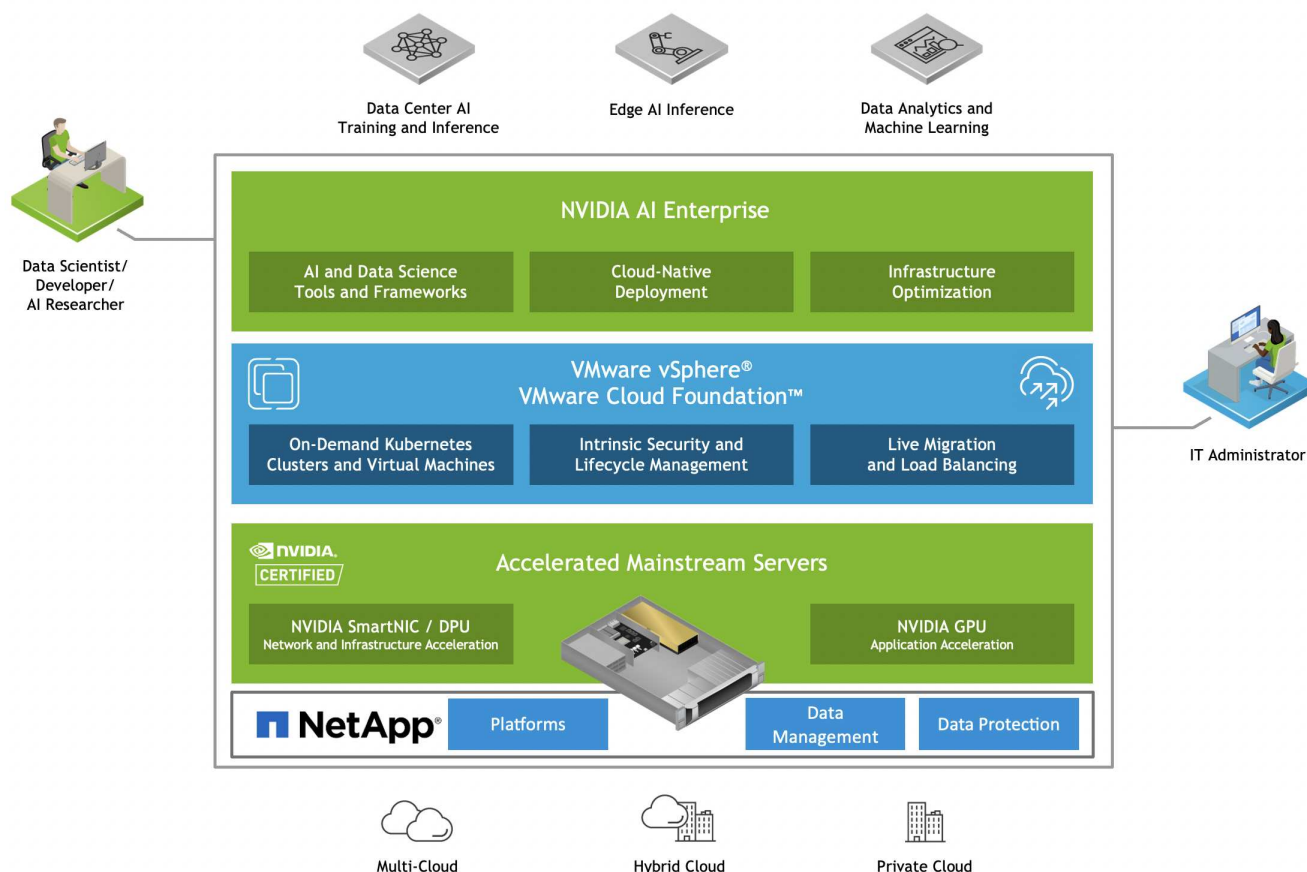 Data Center AI
Training and Inference
Edge AI Inference
Data Analytics and
Machine Learning
Data Scientist/
Developer/
AI Researcher
NVIDIA AI Enterprise
AI and Data Science
Tools and Frameworks
Cloud-Native
Deployment
Infrastructure
Optimization
VMware vSphere®
VMware Cloud Foundation™
On-Demand Kubernetes
Clusters and Virtual Machines
Intrinsic Security and
Lifecycle Management
Live Migration
and Load Balancing
IT Administrator
NVIDIA.
CERTIFIED
Accelerated Mainstream Servers
NVIDIA SmartNIC / DPU
Network and Infrastructure Acceleration
NVIDIA GPU
Application Acceleration
NetApp®
Platforms
Data
Management
Data Protection
Multi-Cloud
Hybrid Cloud
Private Cloud